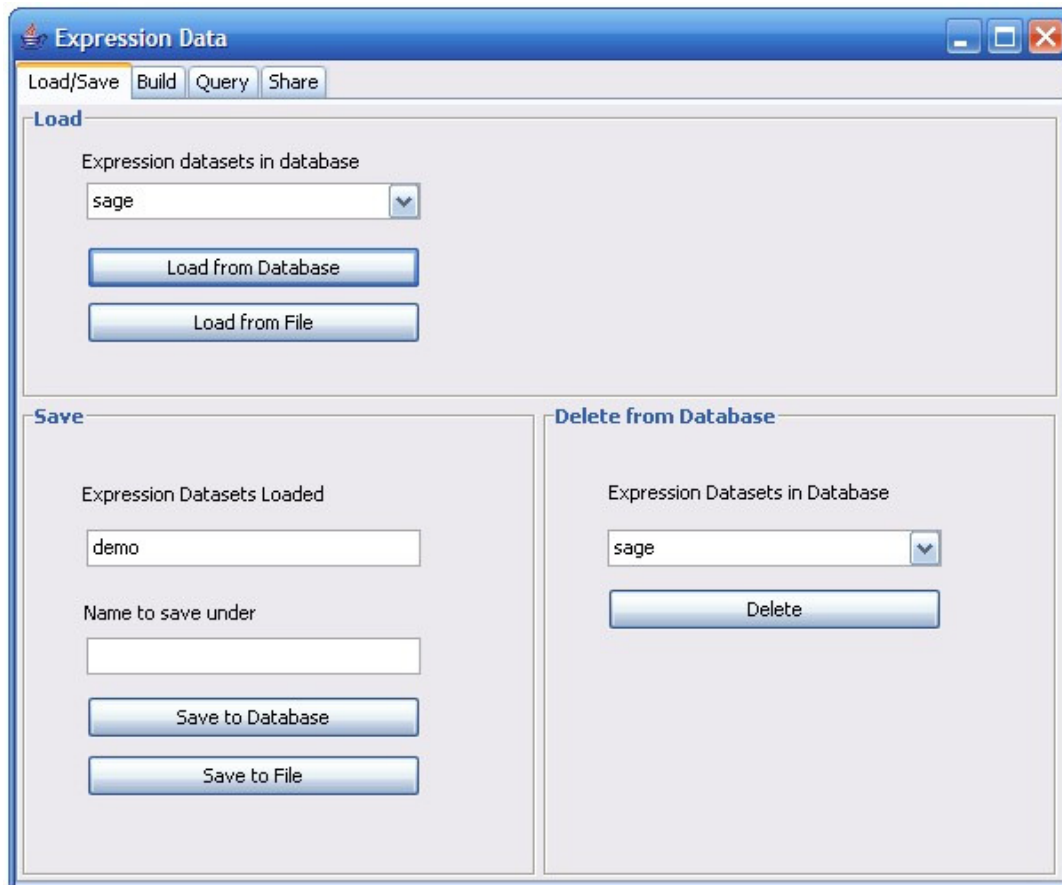 Expression Data
Load/Save Build Query Share
Load
Expression datasets in database
sage
Load from Database
Load from File
Save
Expression Datasets Loaded
demo
Name to save under
Save to Database
Save to File
Delete from Database
Expression Datasets in Database
sage
Delete